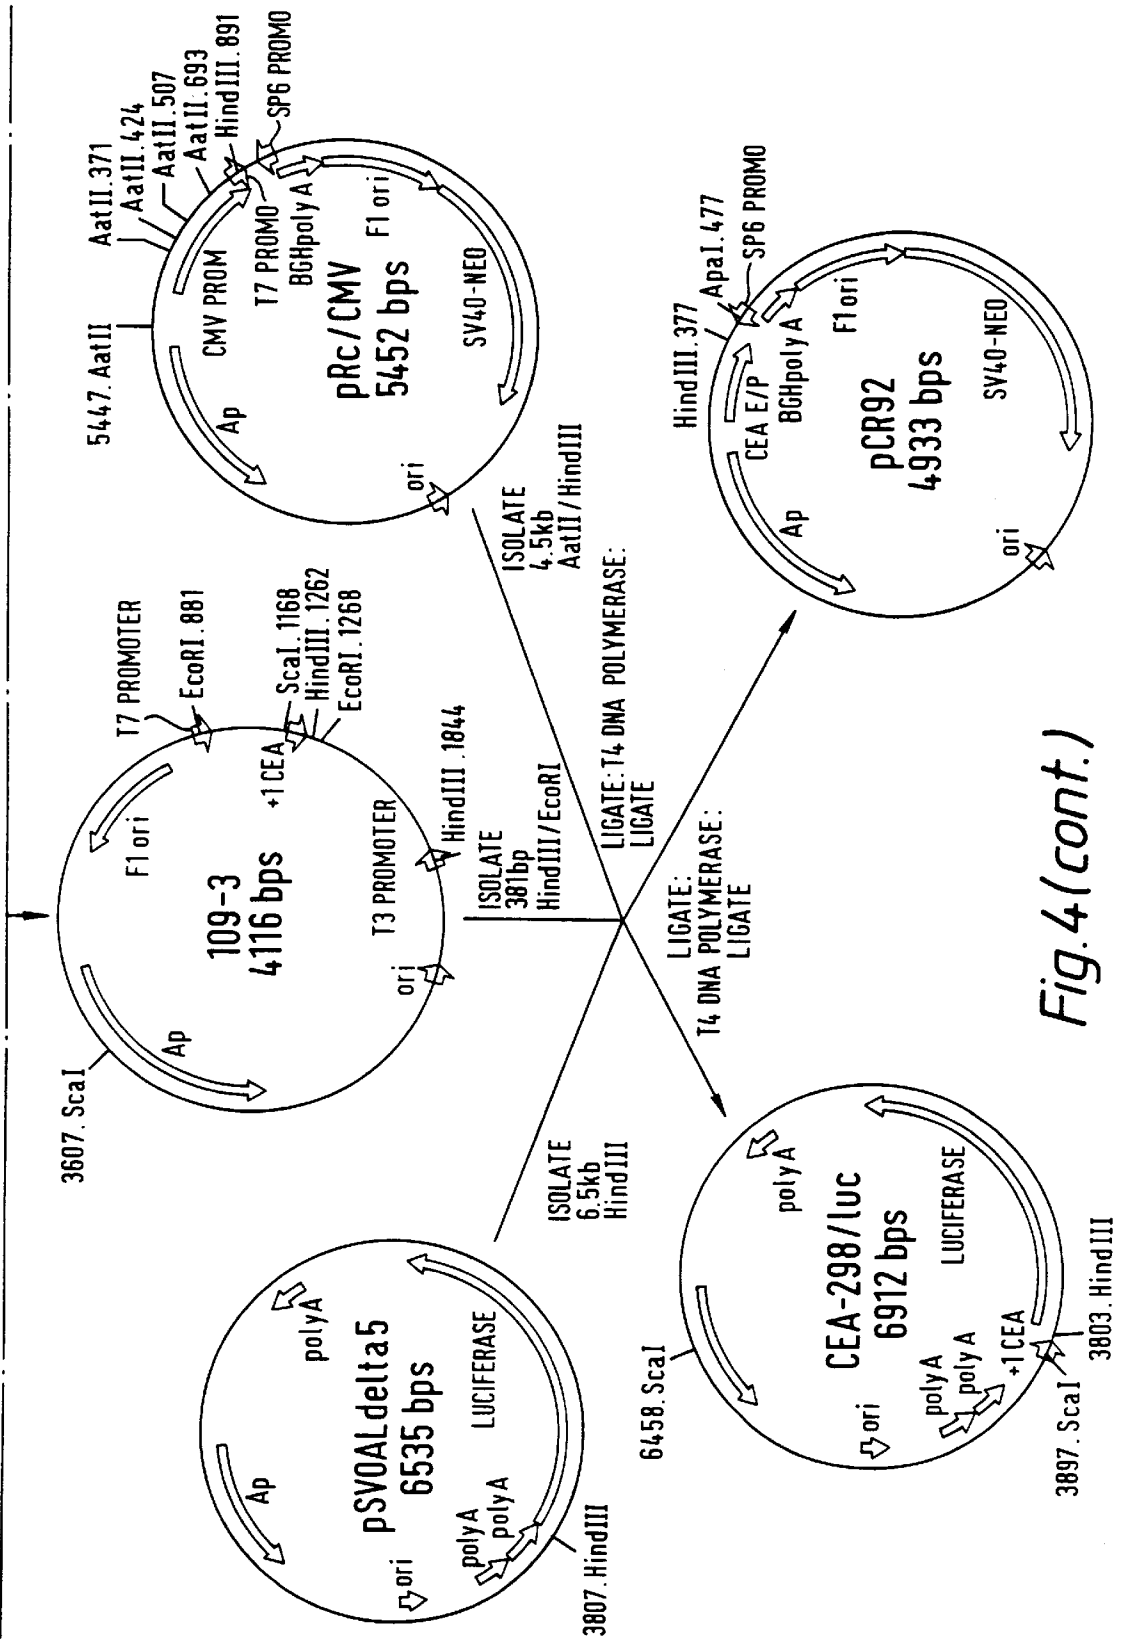 3607.ScaI
T7 PROMOTER
EcoRI.881
F1 ori
Ap
109-3
4116 bps
+1 CEA
ScaI.1168
HindIII.1262
EcoRI.1268
T3 PROMOTER
ori
HindIII.1844
5447.AatII
AatII.371
AatII.424
AatII.507
AatII.693
HindIII.891
SP6 PROMO
CMV PROM
T7 PROMO
BGHpolyA
Ap
pRc/CMV
5452 bps
F1 ori
SV40-NEO
ori
polyA
Ap
pSV0ALdelta5
6535 bps
ori
polyA
polyA
LUCIFERASE
3807.HindIII
ISOLATE
6.5kb
HindIII
ISOLATE
381bp
HindIII/EcoRI
ISOLATE
4.5kb
AatII/HindIII
LIGATE:
T4 DNA POLYMERASE:
LIGATE
LIGATE:T4 DNA POLYMERASE:
LIGATE
6458.ScaI
polyA
CEA-298/luc
6912 bps
ori
polyA
polyA
LUCIFERASE
+1 CEA
3897.ScaI
3803.HindIII
HindIII.377
ApaI.477
SP6 PROMO
CEA E/P
BGHpolyA
Ap
pCR92
4933 bps
F1ori
SV40-NEO
ori
Fig.4(cont.)